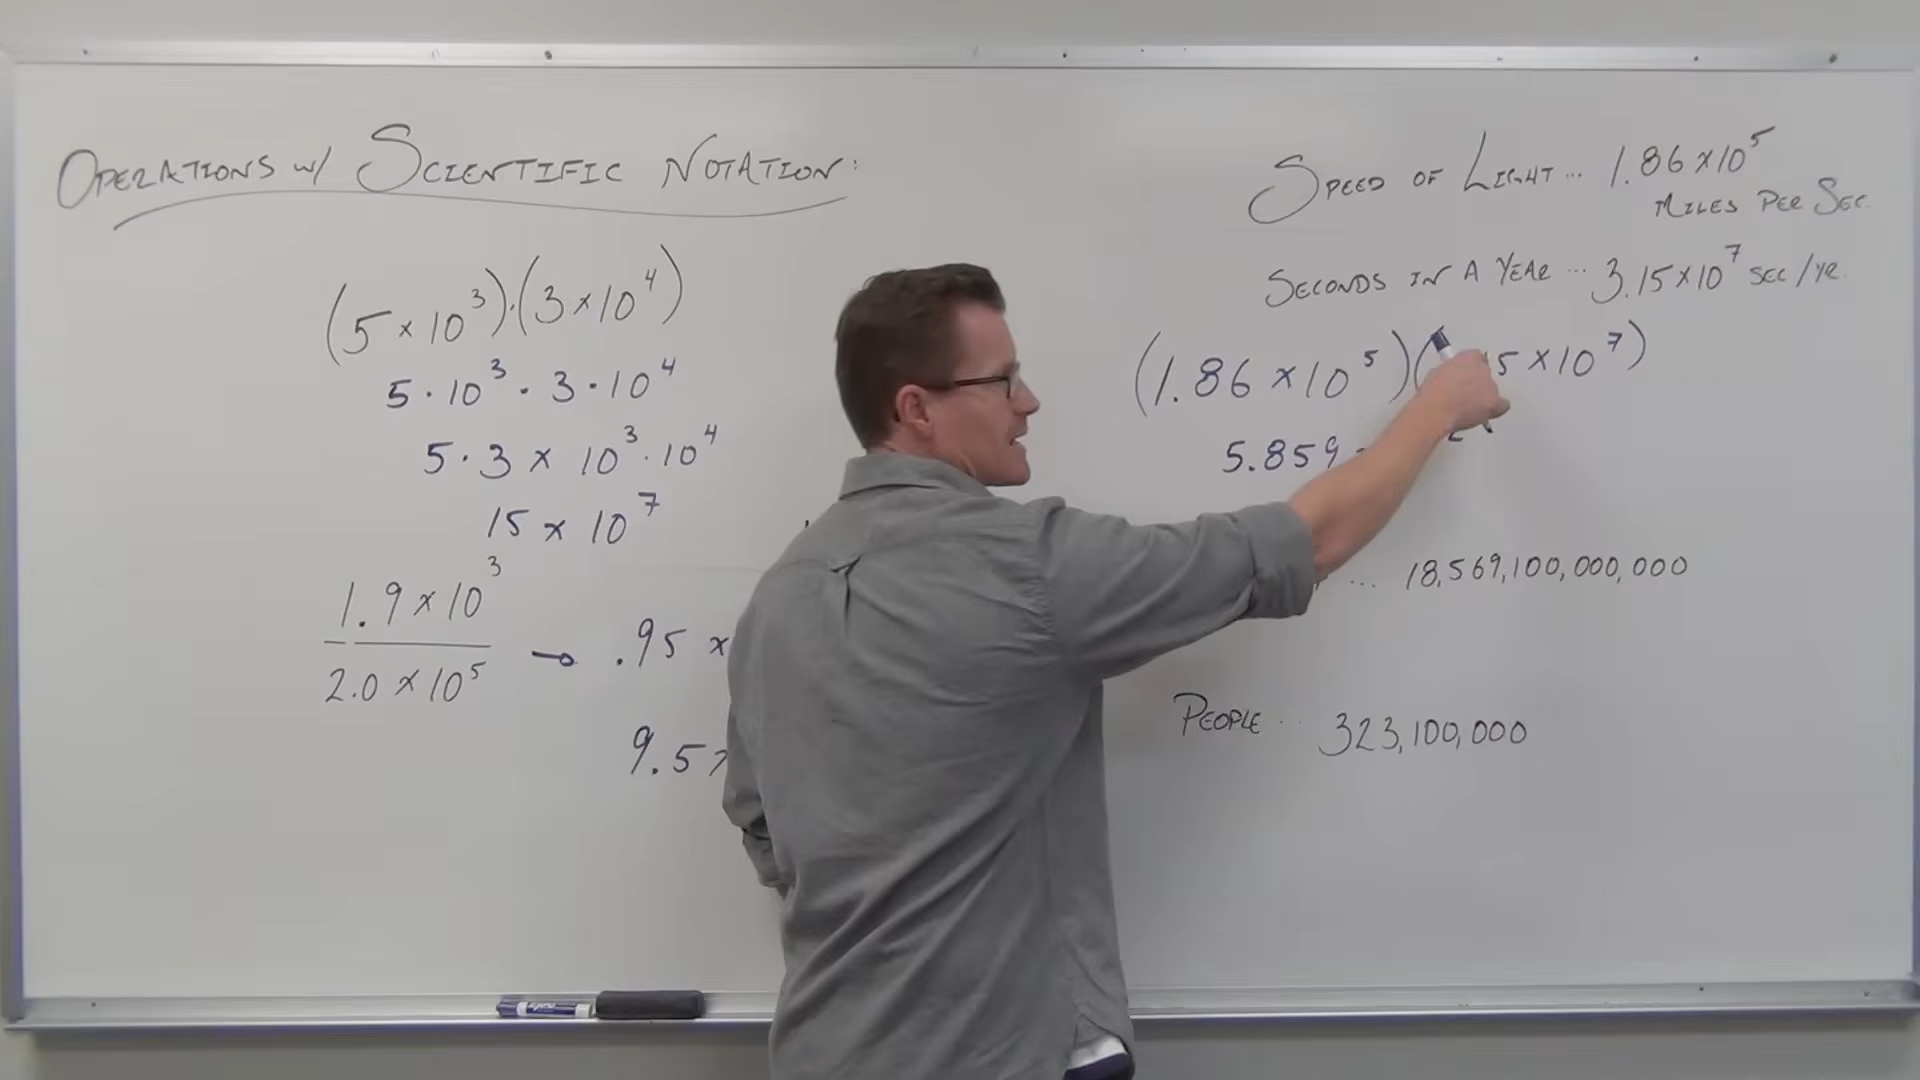 OPERATIONS W/ SCIENTIFIC NOTATION:
(5 × 10³)·(3 × 10⁴)
5 · 10³ · 3 · 10⁴
5 · 3 × 10³ · 10⁴
15 × 10⁷
1.9 × 10³
2.0 × 10⁵
→ .95 ×
9.5
SPEED OF LIGHT... 1.86 × 10⁵
MILES PER SEC.
SECONDS IN A YEAR ... 3.15 × 10⁷ SEC/YR.
(1.86 × 10⁵)( 5 × 10⁷)
5.859
... 18,569,100,000,000
PEOPLE .. 323,100,000